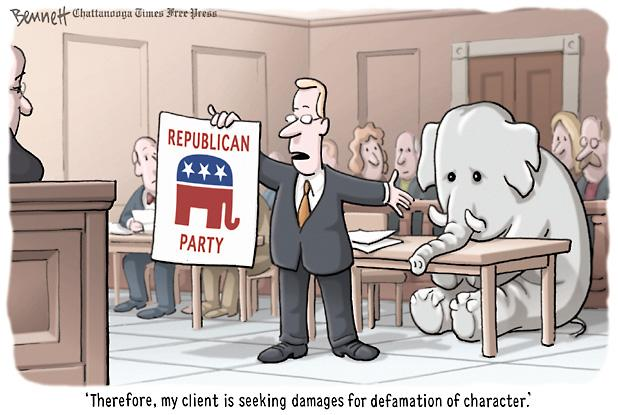 Bennett Chattanooga Times Free Press
REPUBLICAN
PARTY
'Therefore, my client is seeking damages for defamation of character.'